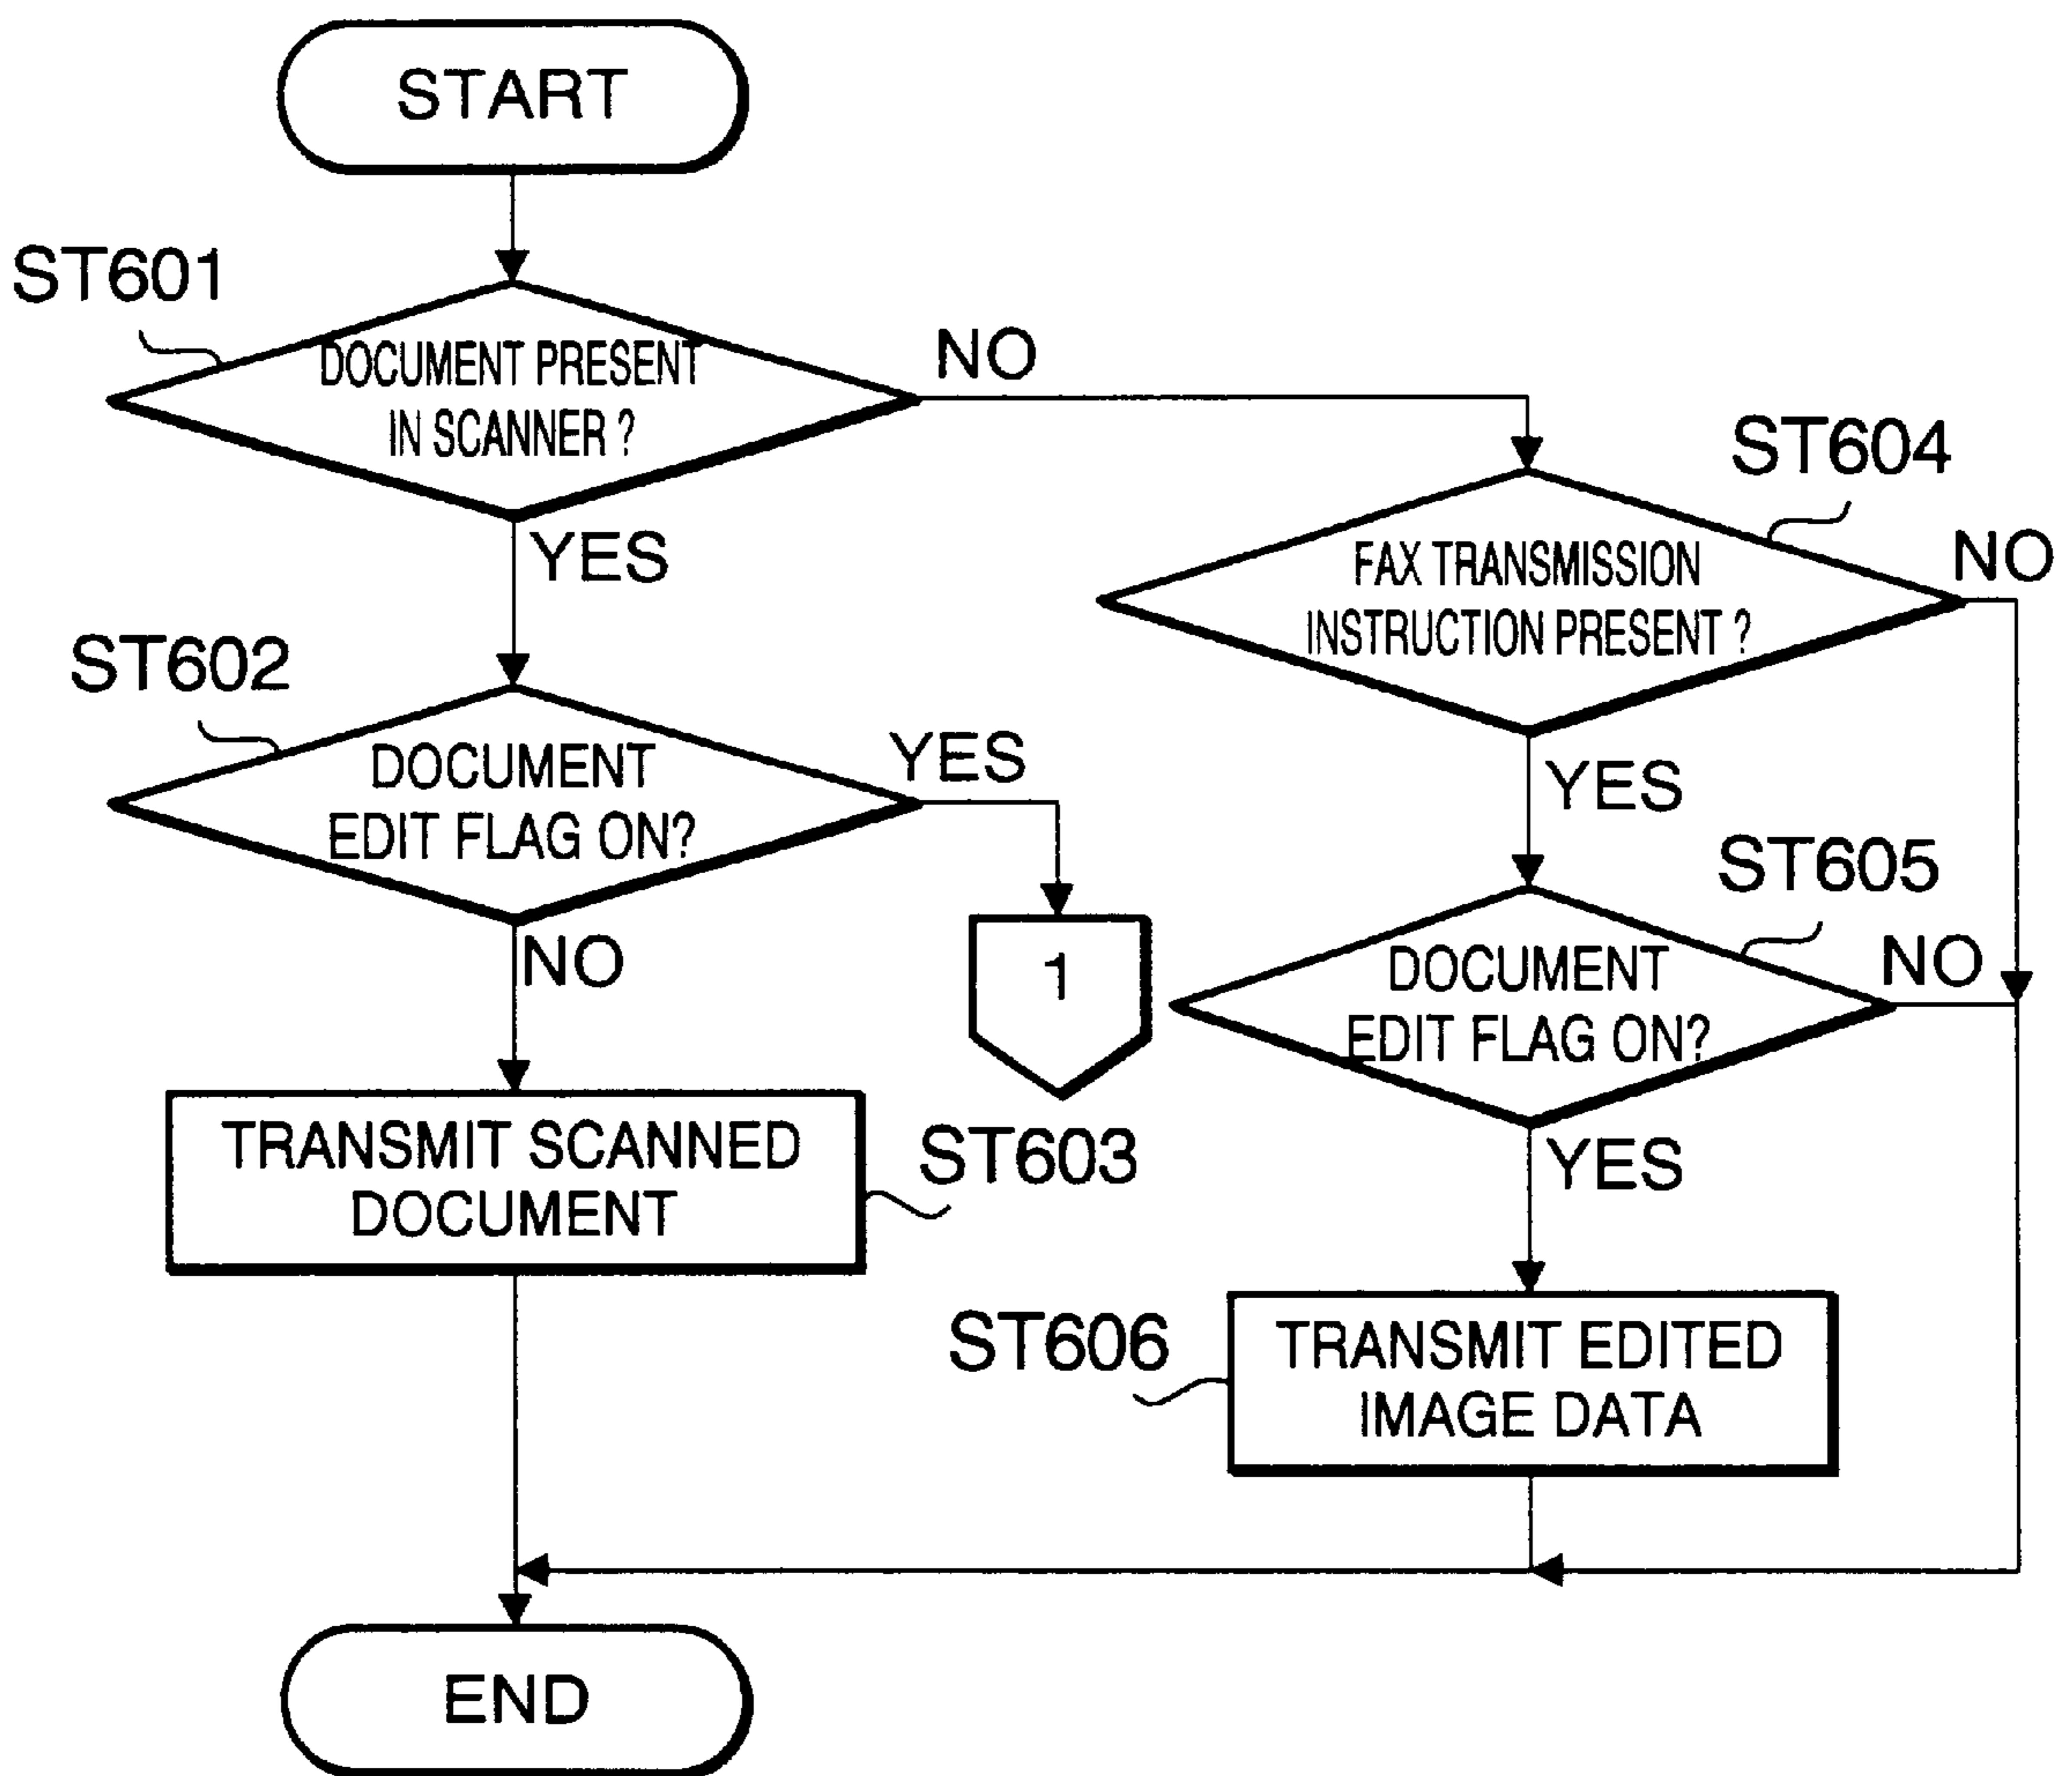 START
ST601
DOCUMENT PRESENT
IN SCANNER ?
NO
YES
ST604
FAX TRANSMISSION
INSTRUCTION PRESENT ?
NO
YES
ST602
DOCUMENT
EDIT FLAG ON?
YES
NO
1
ST605
DOCUMENT
EDIT FLAG ON?
NO
YES
TRANSMIT SCANNED
DOCUMENT
ST603
ST606
TRANSMIT EDITED
IMAGE DATA
END